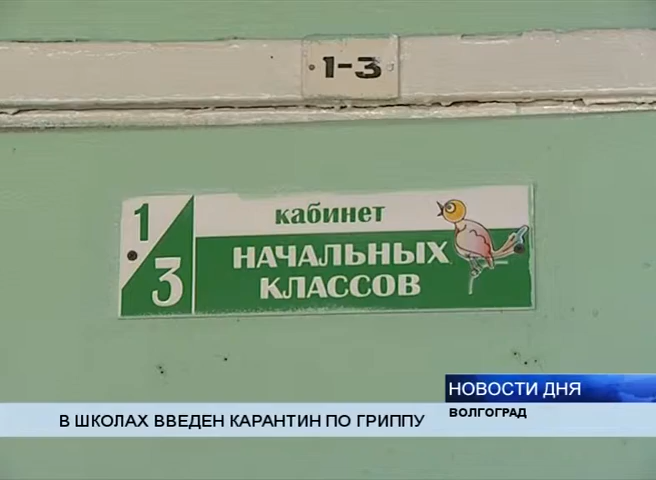 1-3
1/3
кабинет
НАЧАЛЬНЫХ
КЛАССОВ
НОВОСТИ ДНЯ
ВОЛГОГРАД
В ШКОЛАХ ВВЕДЕН КАРАНТИН ПО ГРИППУ